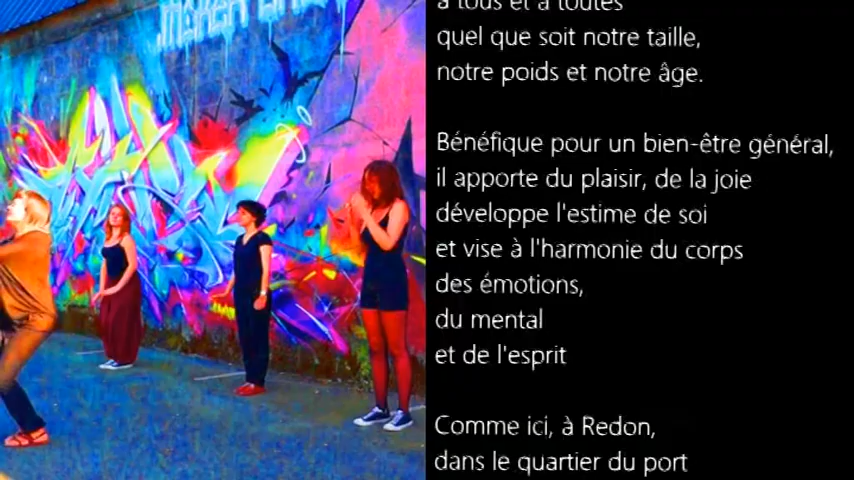 à tous et à toutes
quel que soit notre taille,
notre poids et notre âge.
Bénéfique pour un bien-être général,
il apporte du plaisir, de la joie
développe l'estime de soi
et vise à l'harmonie du corps
des émotions,
du mental
et de l'esprit
Comme ici, à Redon,
dans le quartier du port